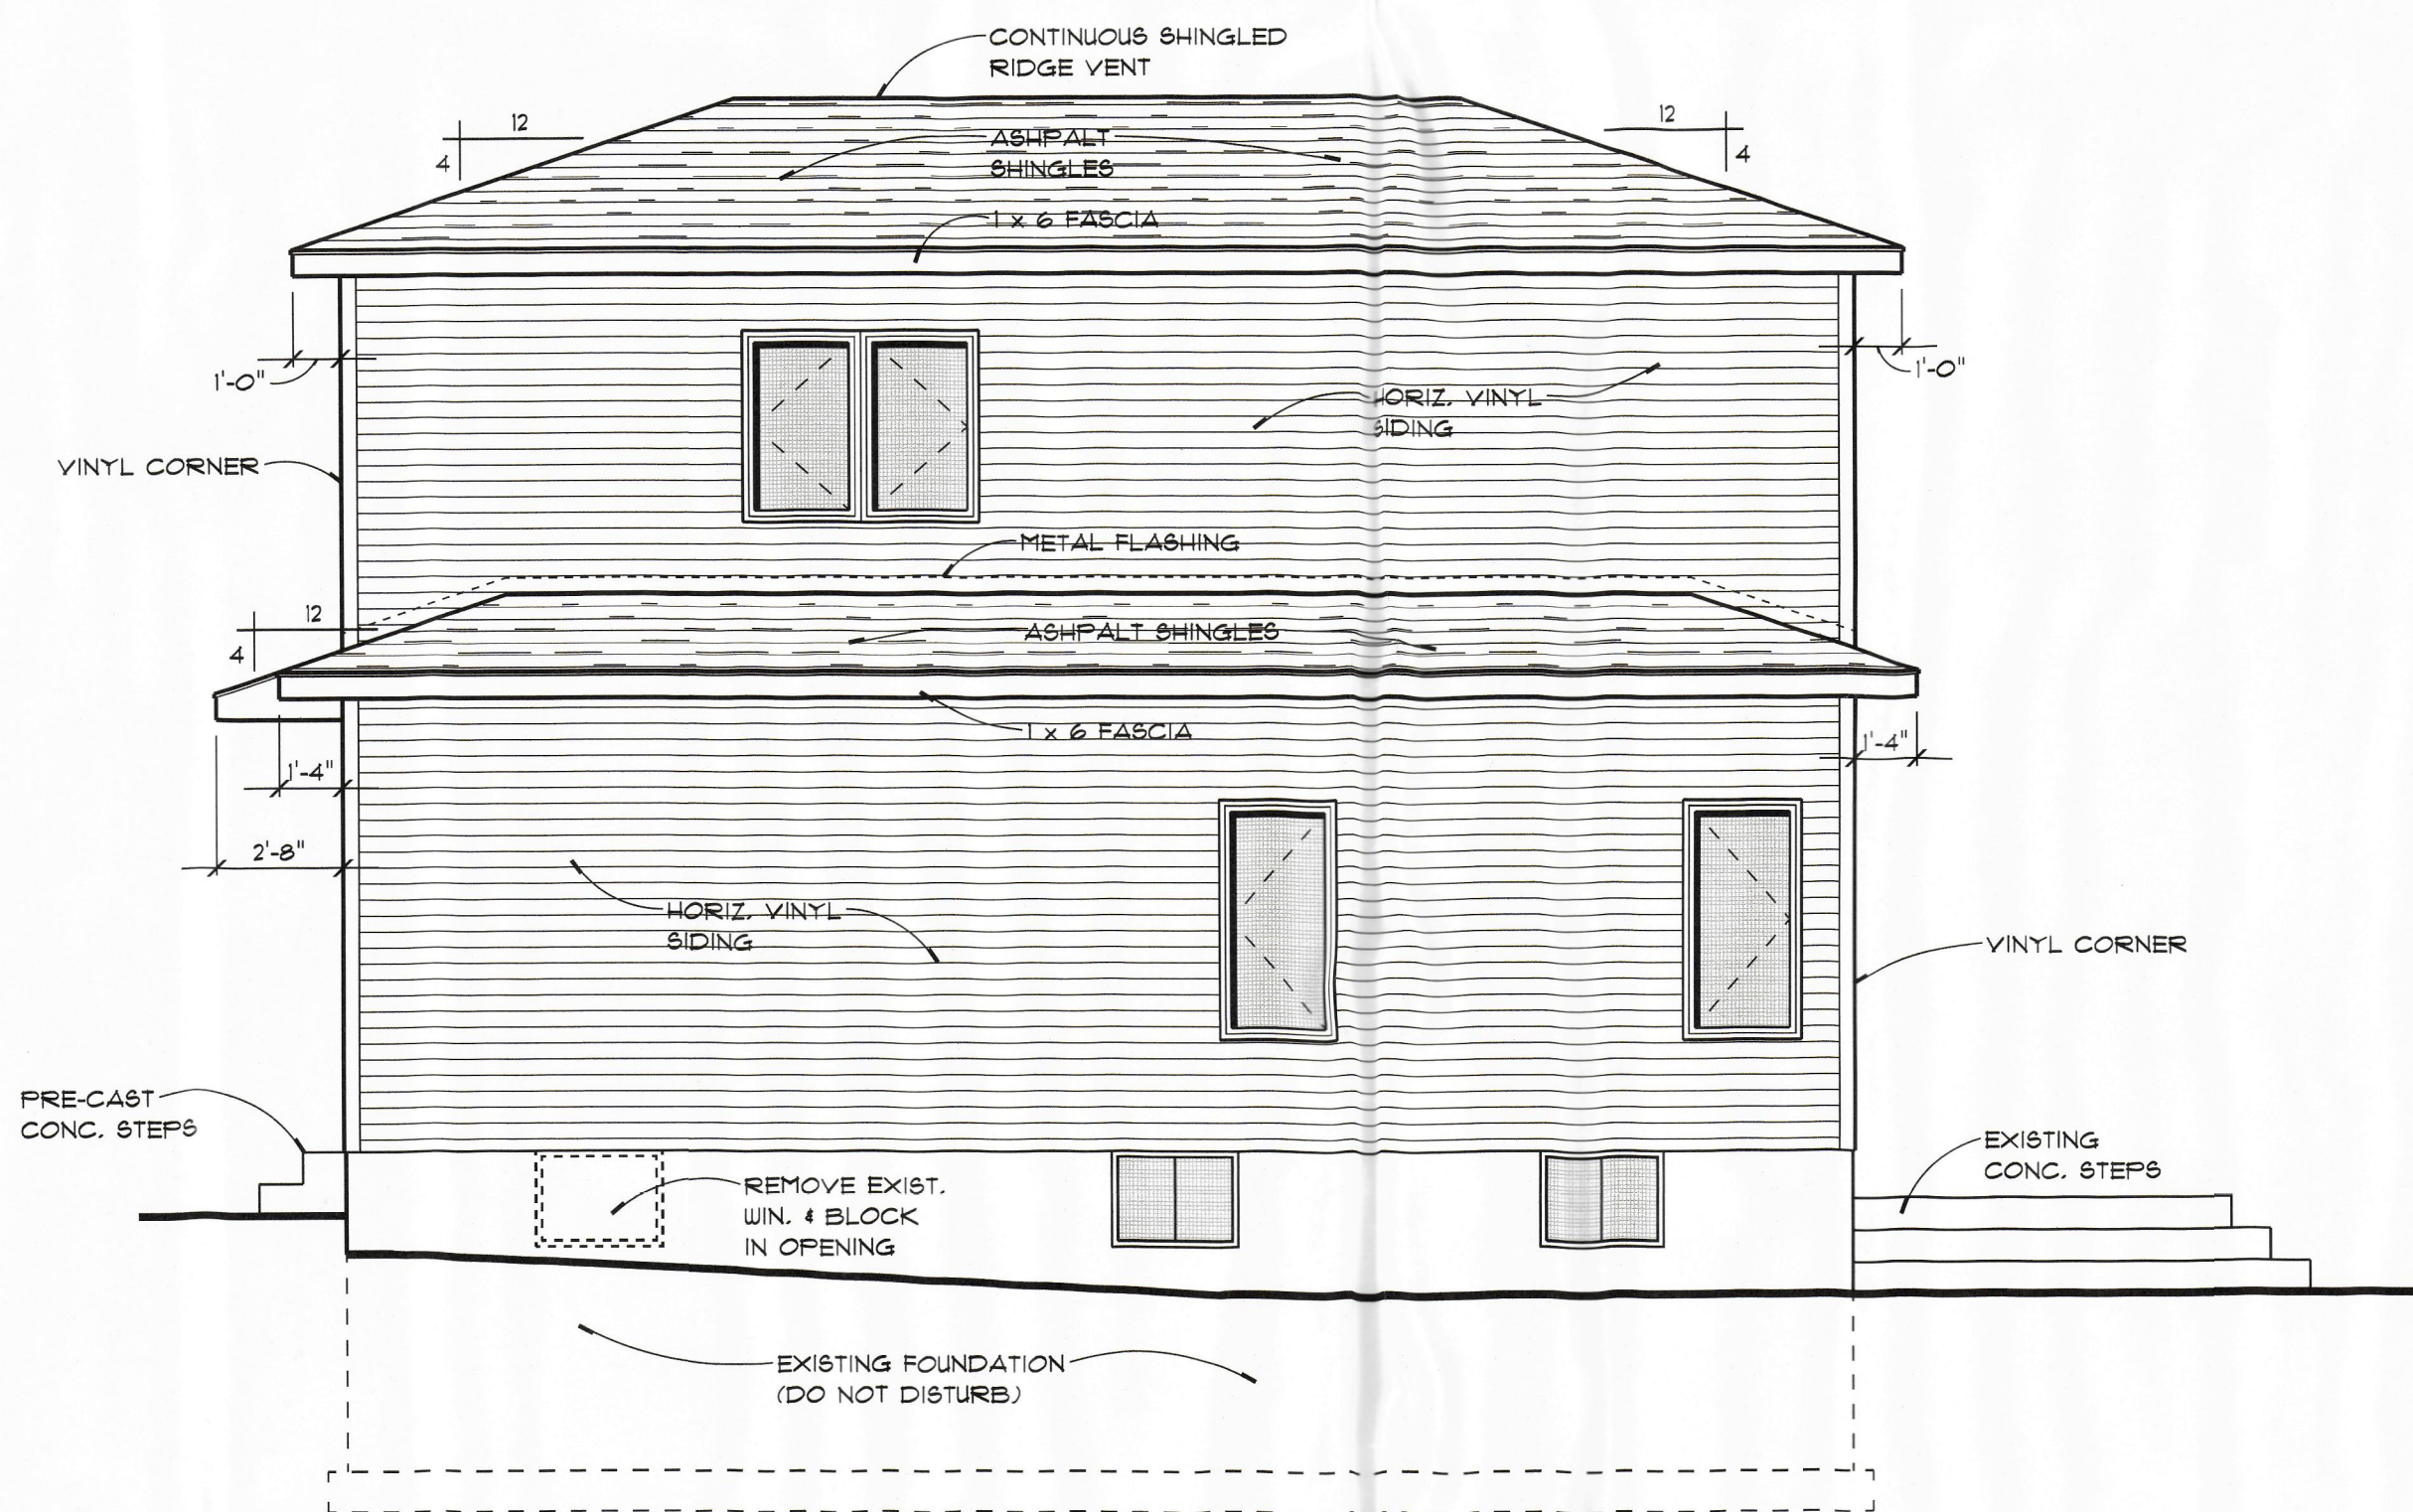 CONTINUOUS SHINGLED
RIDGE VENT
12
4
12
4
ASHPALT
SHINGLES
1 x 6 FASCIA
1'-0"
1'-0"
HORIZ. VINYL
SIDING
VINYL CORNER
METAL FLASHING
12
4
ASHPALT SHINGLES
1 x 6 FASCIA
1'-4"
1'-4"
2'-8"
HORIZ. VINYL
SIDING
VINYL CORNER
PRE-CAST
CONC. STEPS
EXISTING
CONC. STEPS
REMOVE EXIST.
WIN. & BLOCK
IN OPENING
EXISTING FOUNDATION
(DO NOT DISTURB)